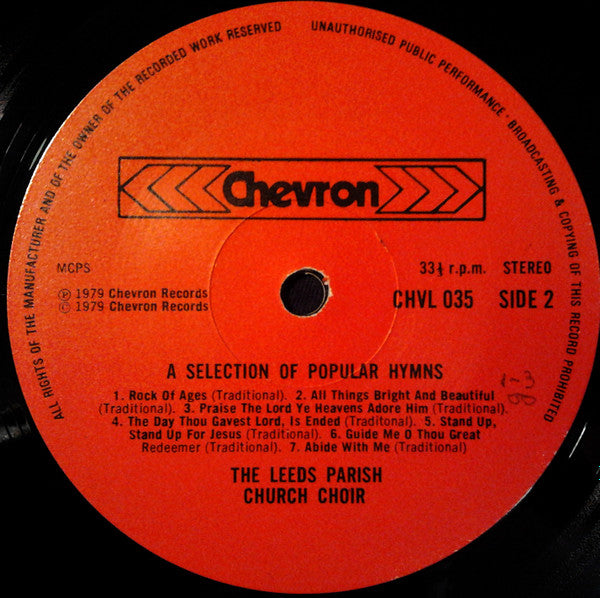 ALL RIGHTS OF THE MANUFACTURER AND OF THE OWNER OF THE RECORDED WORK RESERVED
UNAUTHORISED PUBLIC PERFORMANCE · BROADCASTING & COPYING OF THIS RECORD PROHIBITED
Chevron
MCPS
33⅓ r.p.m. STEREO
℗ 1979 Chevron Records
© 1979 Chevron Records
CHVL 035 SIDE 2
A SELECTION OF POPULAR HYMNS
1. Rock Of Ages (Traditional). 2. All Things Bright And Beautiful
(Traditional). 3. Praise The Lord Ye Heavens Adore Him (Traditional).
4. The Day Thou Gavest Lord, is Ended (Traditonal). 5. Stand Up,
Stand Up For Jesus (Traditional). 6. Guide Me O Thou Great
Redeemer (Traditional). 7. Abide With Me (Traditional)
THE LEEDS PARISH
CHURCH CHOIR